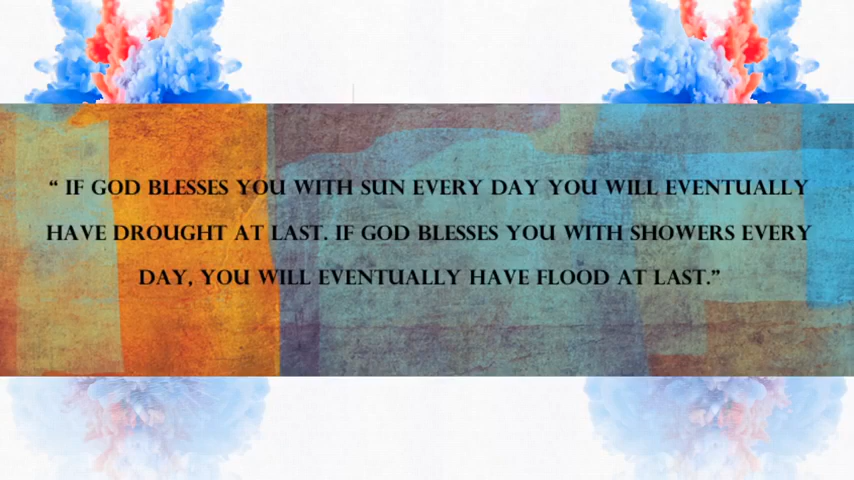 “ IF GOD BLESSES YOU WITH SUN EVERY DAY YOU WILL EVENTUALLY
HAVE DROUGHT AT LAST. IF GOD BLESSES YOU WITH SHOWERS EVERY
DAY, YOU WILL EVENTUALLY HAVE FLOOD AT LAST.”